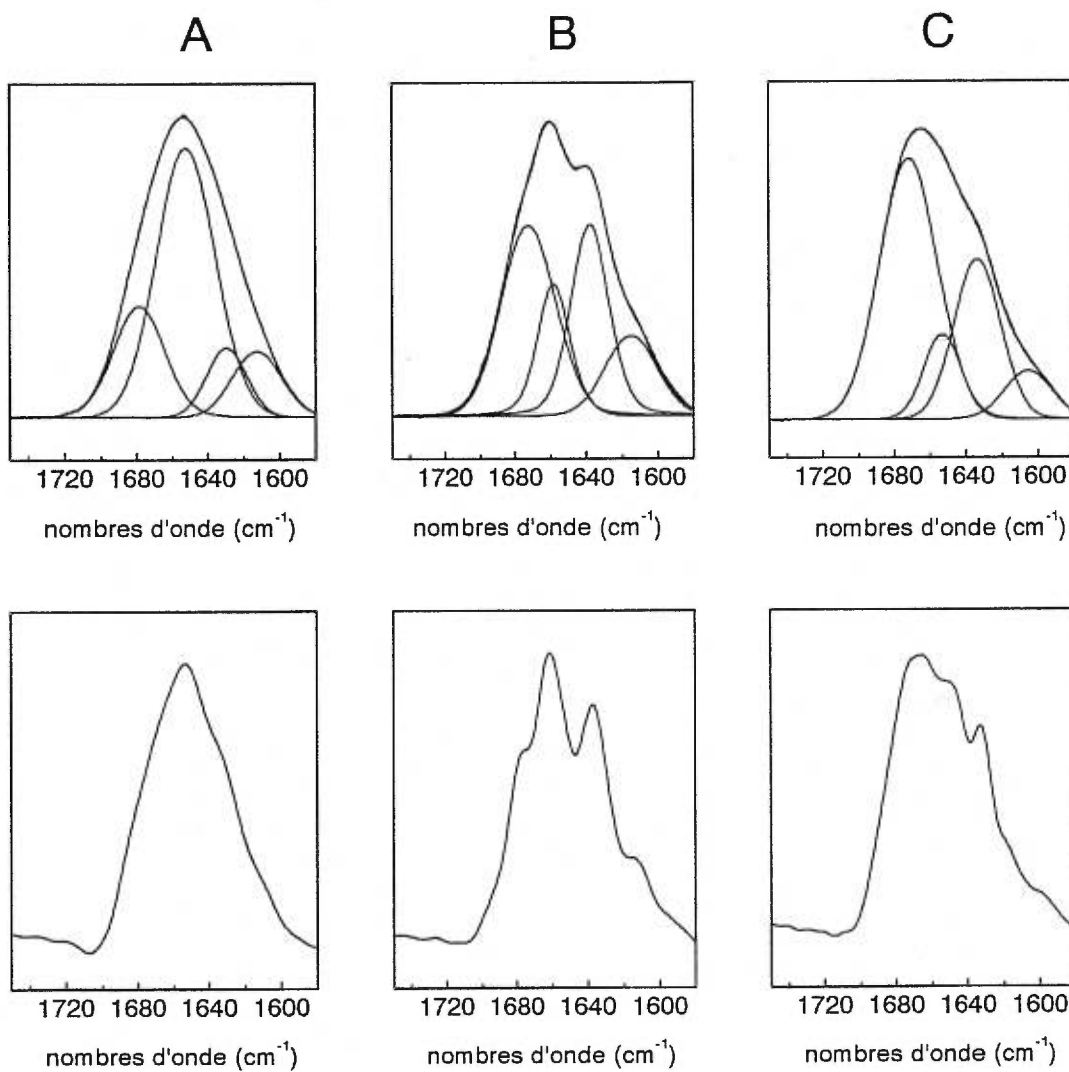 A B C
1720 1680 1640 1600 1720 1680 1640 1600 1720 1680 1640 1600
nombres d'onde (cm-1) nombres d'onde (cm-1) nombres d'onde (cm-1)
1720 1680 1640 1600 1720 1680 1640 1600 1720 1680 1640 1600
nombres d'onde (cm-1) nombres d'onde (cm-1) nombres d'onde (cm-1)